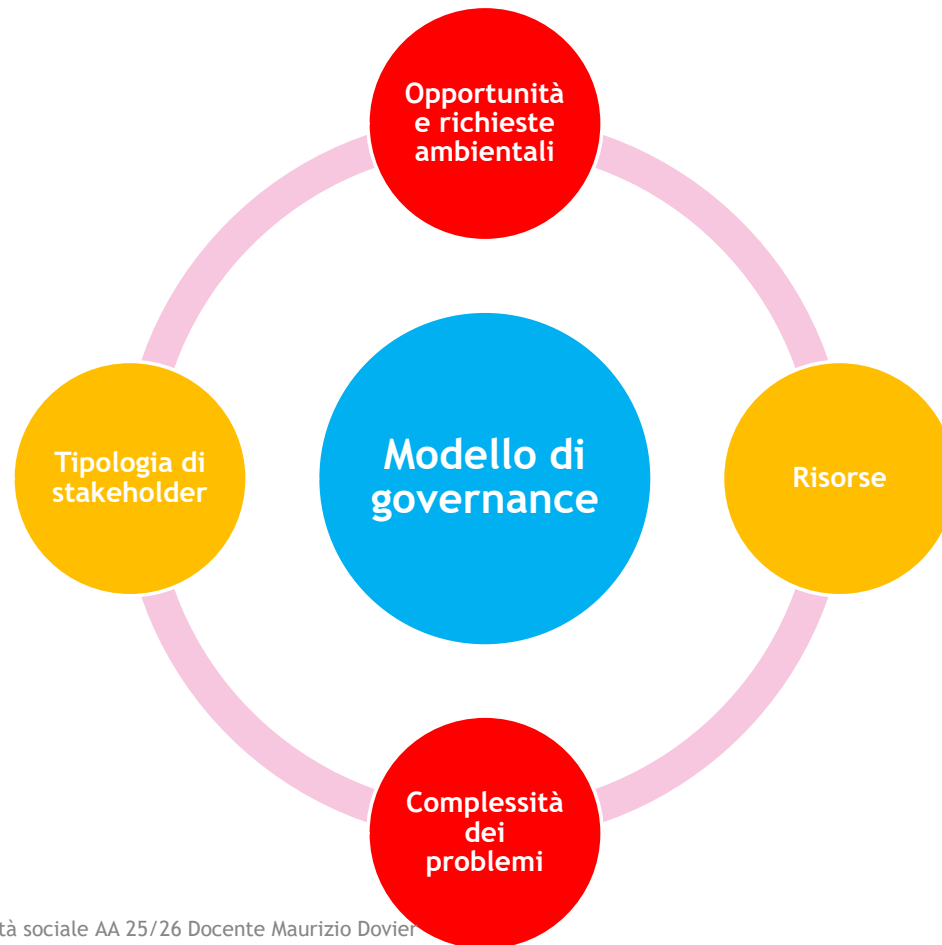 Opportunità
e richieste
ambientali
Tipologia di
stakeholder
Modello di
governance
Risorse
Complessità
dei
problemi
sociale AA 25/26 Docente Maurizio Dovier